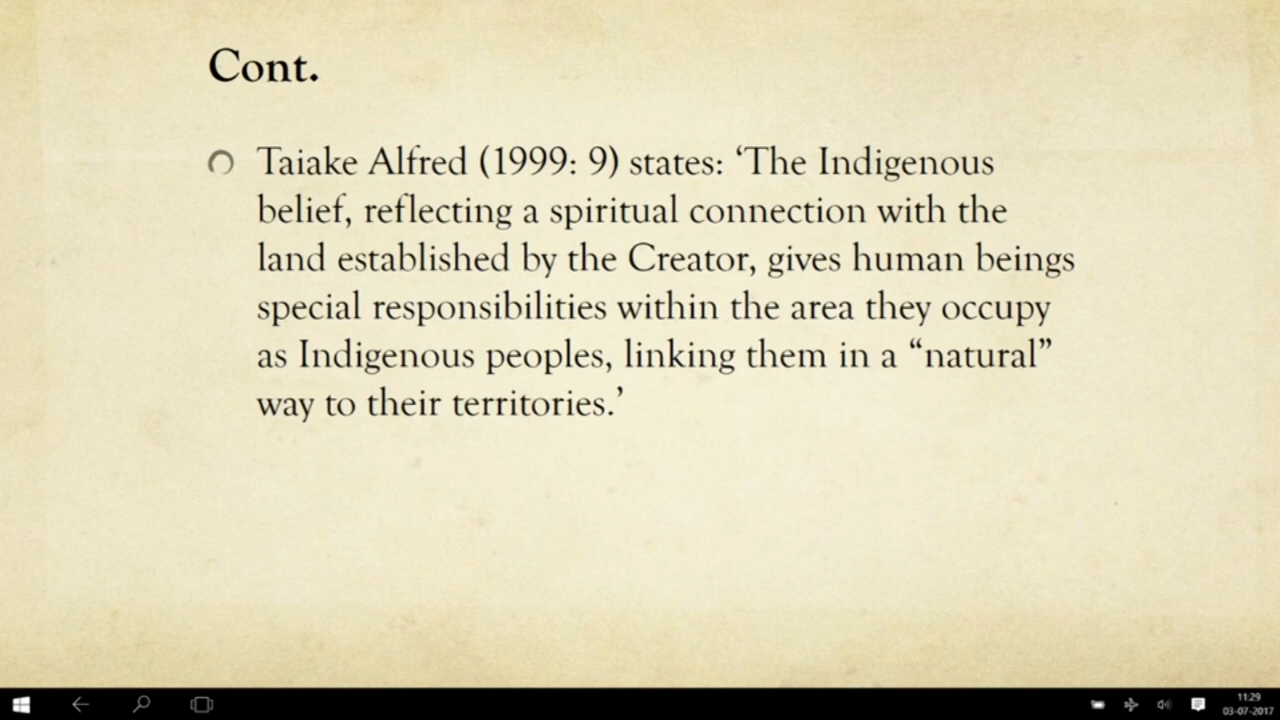 Cont.
Taiake Alfred (1999: 9) states: ‘The Indigenous
belief, reflecting a spiritual connection with the
land established by the Creator, gives human beings
special responsibilities within the area they occupy
as Indigenous peoples, linking them in a “natural”
way to their territories.’
11:29
03-07-2017